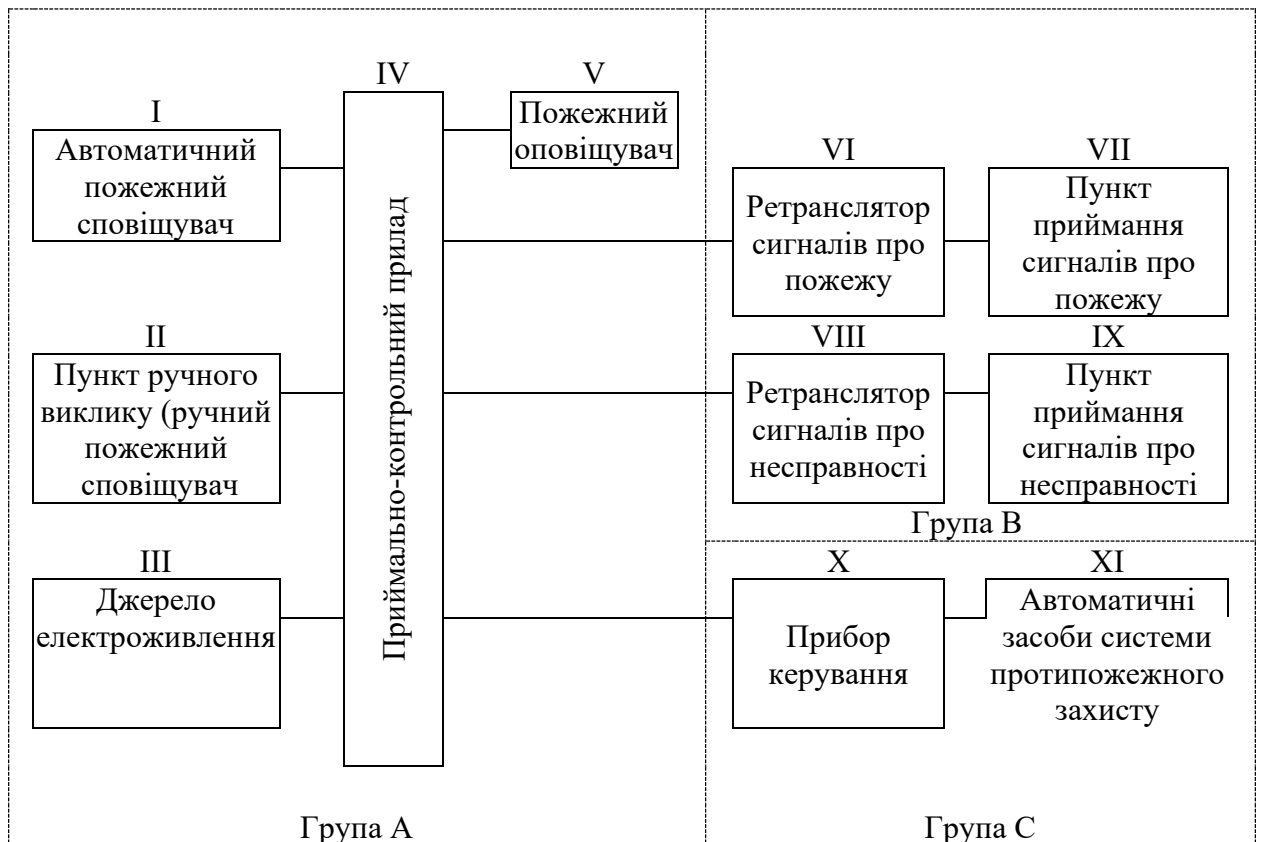 IV
V
I
Пожежний
оповіщувач
Автоматичний
пожежний
сповіщувач
VI
VII
Ретранслятор
сигналів про
пожежу
Пункт
приймання
сигналів про
пожежу
Приймально-контрольний прилад
II
VIII
IX
Пункт ручного
виклику (ручний
пожежний
сповіщувач
Ретранслятор
сигналів про
несправності
Пункт
приймання
сигналів про
несправності
Група В
III
X
XI
Джерело
електроживлення
Прибор
керування
Автоматичні
засоби системи
протипожежного
захисту
Група А
Група С